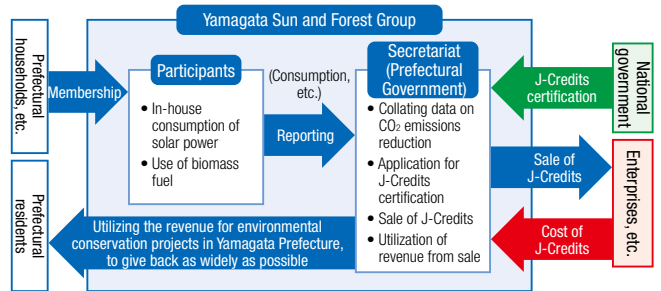 Yamagata Sun and Forest Group
Prefectural
households, etc.
Membership
Participants
• In-house
consumption of
solar power
• Use of biomass
fuel
(Consumption,
etc.)
Reporting
Secretariat
(Prefectural
Government)
• Collating data on
CO₂ emissions
reduction
• Application for
J-Credits
certification
• Sale of J-Credits
• Utilization of
revenue from sale
J-Credits
certification
National
government
Sale of
J-Credits
Cost of
J-Credits
Enterprises, etc.
Utilizing the revenue for environmental
conservation projects in Yamagata Prefecture,
to give back as widely as possible
Prefectural
residents